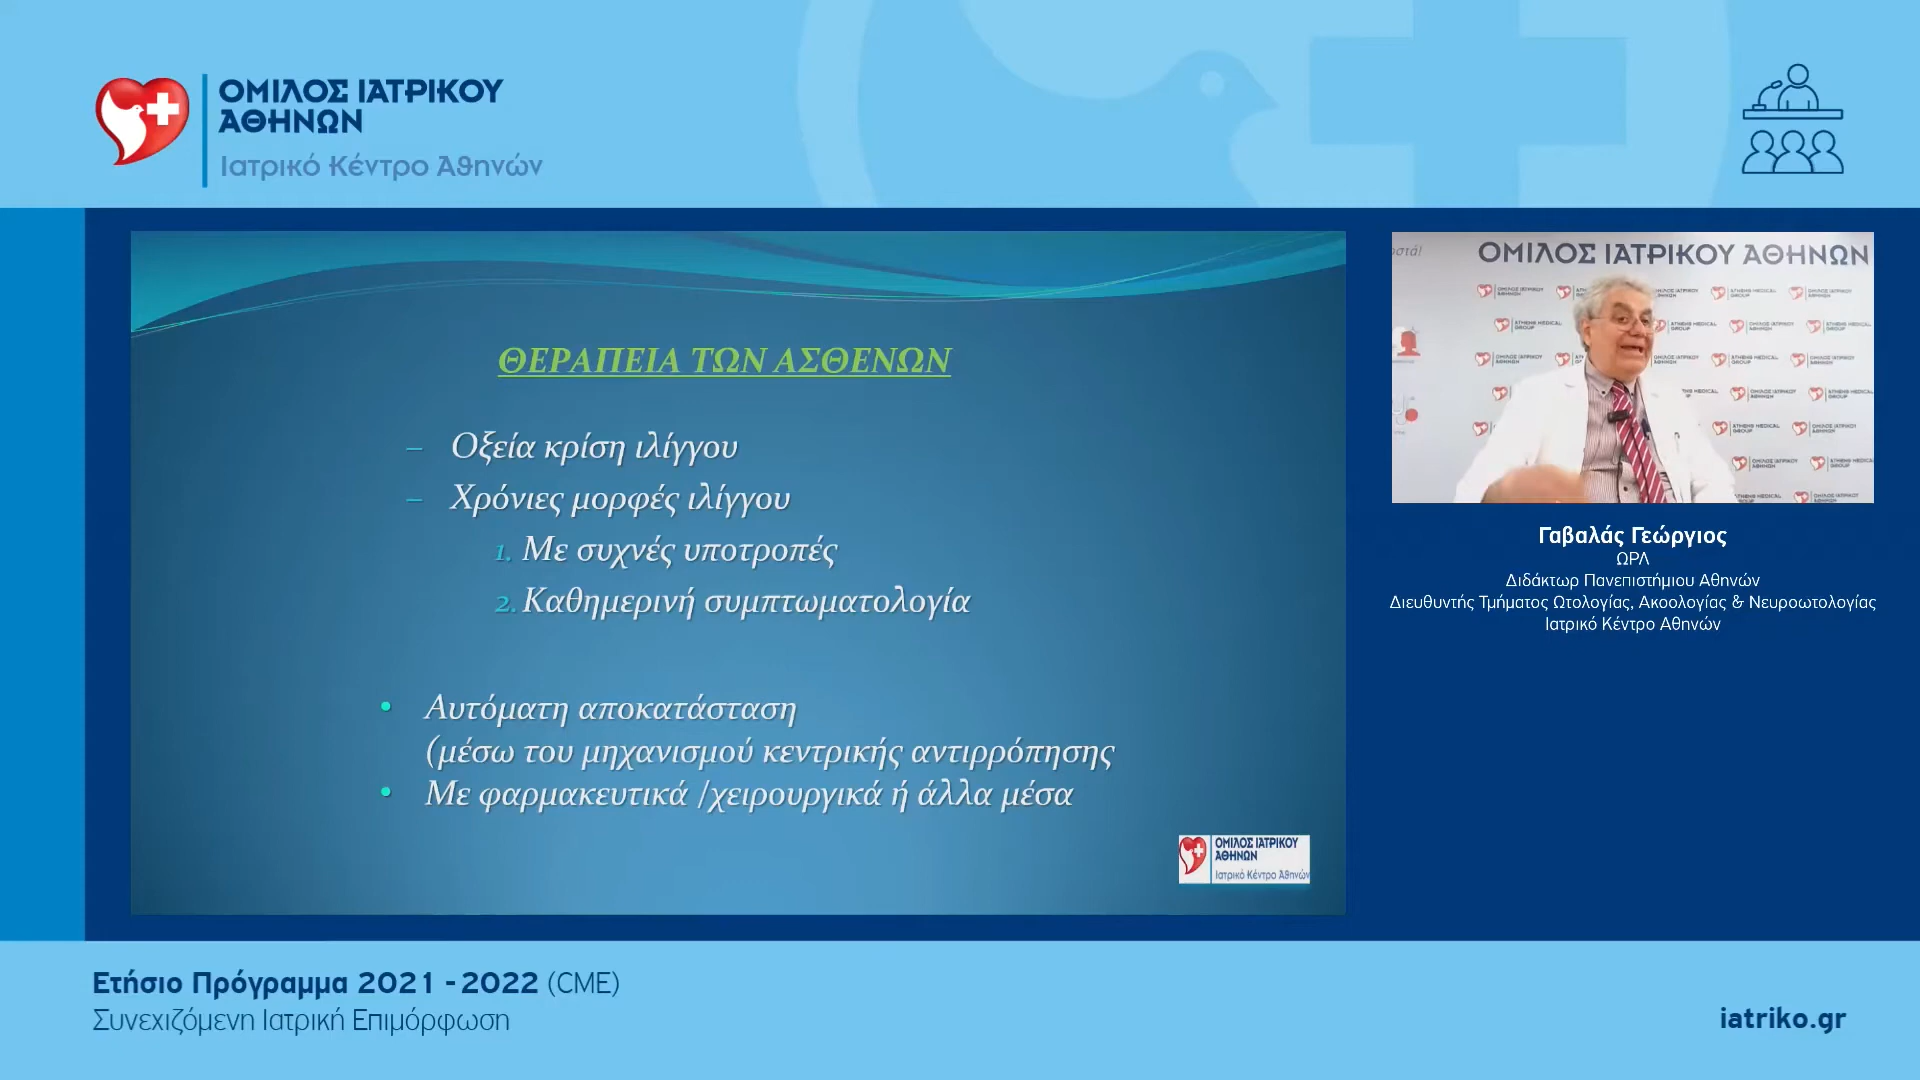 ΟΜΙΛΟΣ ΙΑΤΡΙΚΟΥ
ΑΘΗΝΩΝ
Ιατρικό Κέντρο Αθηνών
ΘΕΡΑΠΕΙΑ ΤΩΝ ΑΣΘΕΝΩΝ
– Οξεία κρίση ιλίγγου
– Χρόνιες μορφές ιλίγγου
1. Με συχνές υποτροπές
2. Καθημερινή συμπτωματολογία
• Αυτόματη αποκατάσταση
(μέσω του μηχανισμού κεντρικής αντιρρόπησης
• Με φαρμακευτικά /χειρουργικά ή άλλα μέσα
ΟΜΙΛΟΣ ΙΑΤΡΙΚΟΥ
ΑΘΗΝΩΝ
Ιατρικό Κέντρο Αθηνών
ΟΜΙΛΟΣ ΙΑΤΡΙΚΟΥ ΑΘΗΝΩΝ
Γαβαλάς Γεώργιος
ΩΡΛ
Διδάκτωρ Πανεπιστήμιου Αθηνών
Διευθυντής Τμήματος Ωτολογίας, Ακοολογίας & Νευροωτολογίας
Ιατρικό Κέντρο Αθηνών
Ετήσιο Πρόγραμμα 2021 - 2022 (CME)
Συνεχιζόμενη Ιατρική Επιμόρφωση
iatriko.gr